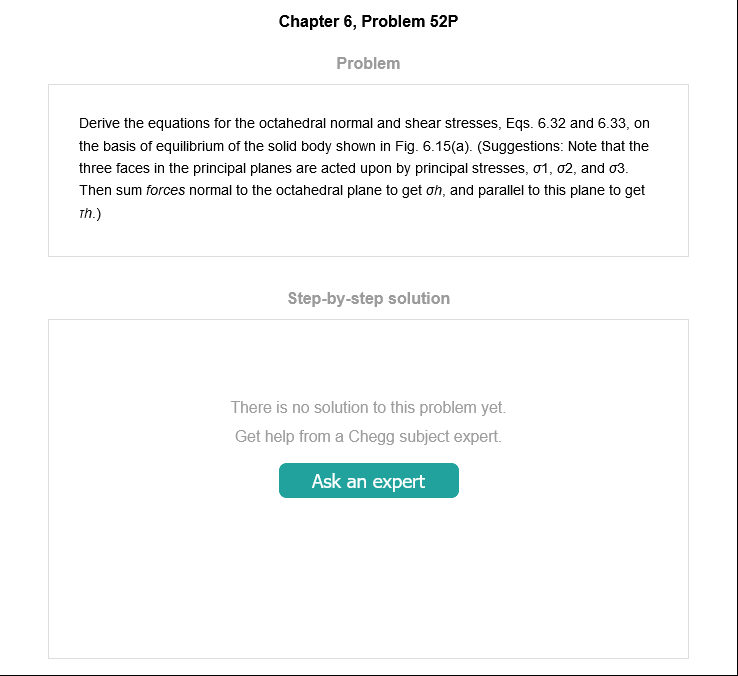 Chapter 6, Problem 52P
Problem
Derive the equations for the octahedral normal and shear stresses, Eqs. 6.32 and 6.33, on
the basis of equilibrium of the solid body shown in Fig. 6.15(a). (Suggestions: Note that the
three faces in the principal planes are acted upon by principal stresses, σ1, σ2, and σ3.
Then sum forces normal to the octahedral plane to get σh, and parallel to this plane to get
τh.)
Step-by-step solution
There is no solution to this problem yet.
Get help from a Chegg subject expert.
Ask an expert